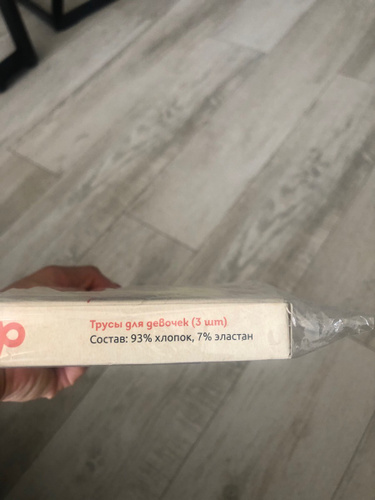 Трусы для девочек (3 шт)
Состав: 93% хлопок, 7% эластан